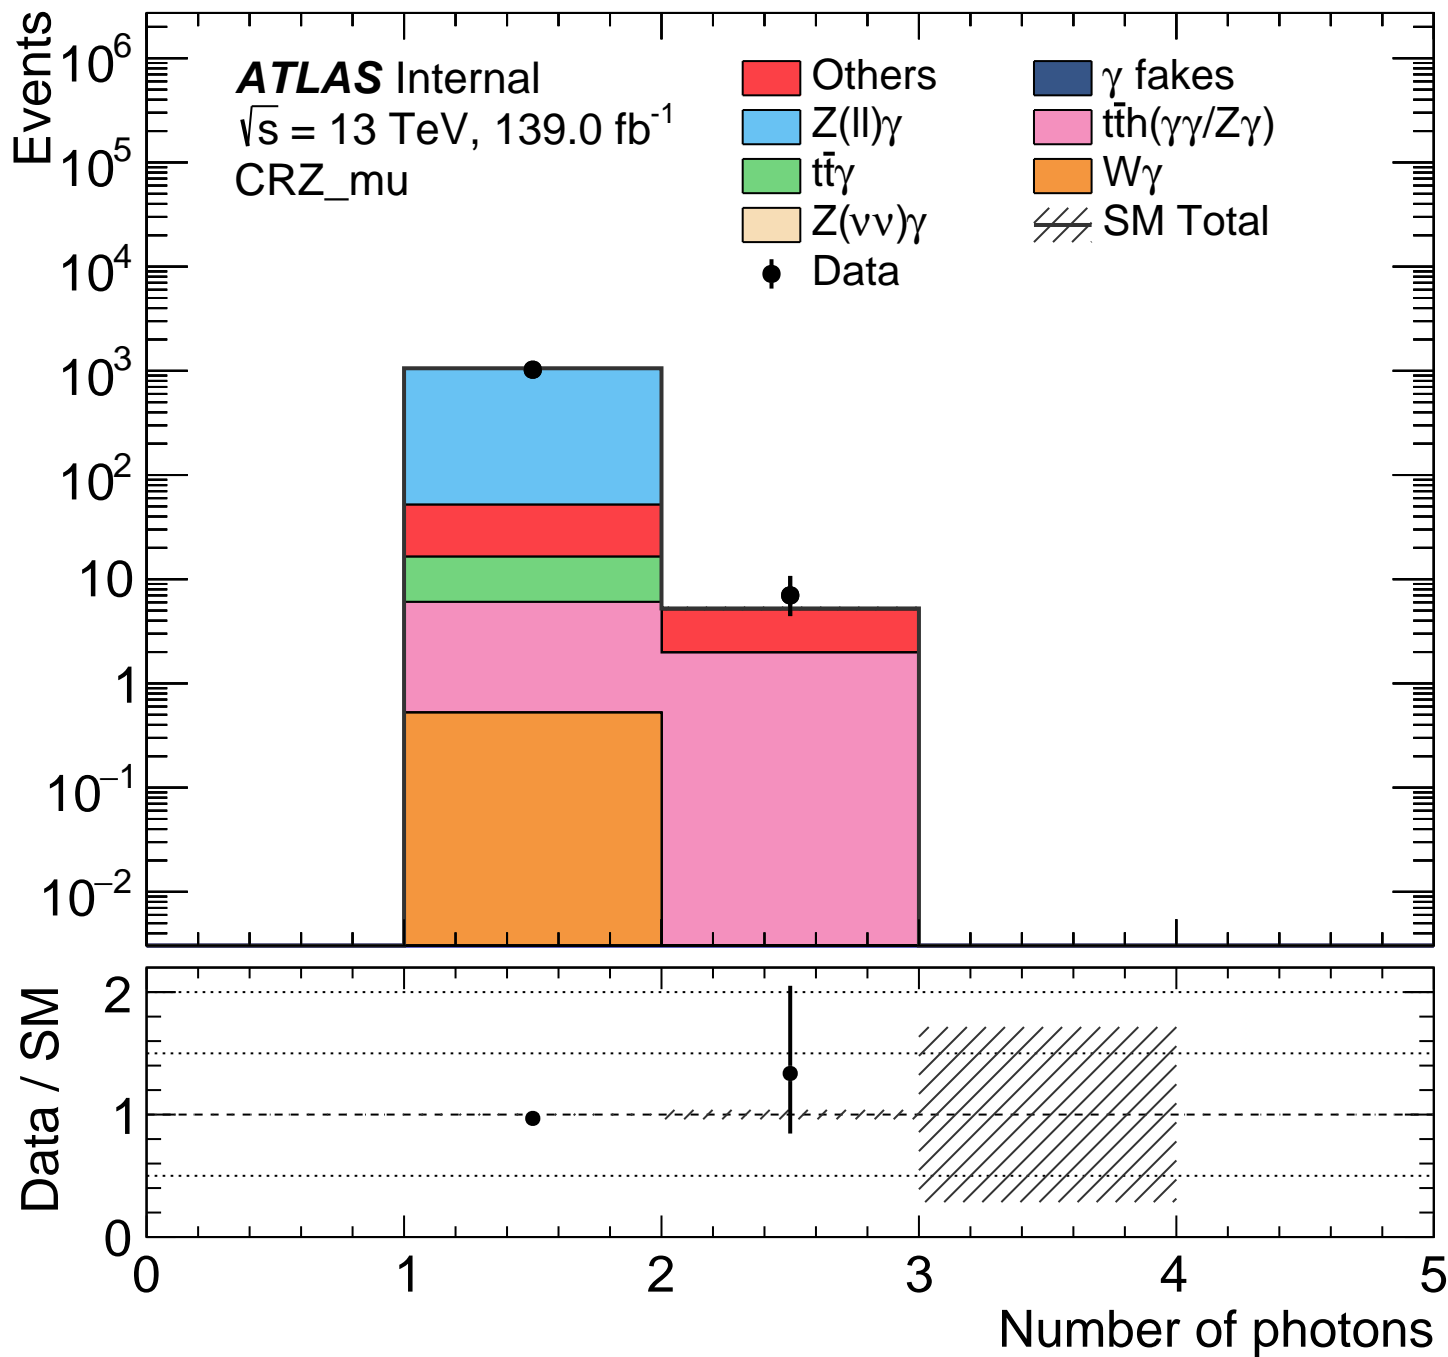 Events
10⁶
10⁵
10⁴
10³
10²
10
1
10⁻¹
10⁻²
ATLAS Internal
√s = 13 TeV, 139.0 fb⁻¹
CRZ_mu
Others
Z(ll)γ
tt̄γ
Z(νν)γ
Data
γ fakes
tt̄h(γγ/Zγ)
Wγ
SM Total
Data / SM
2
1
0
0 1 2 3 4 5
Number of photons